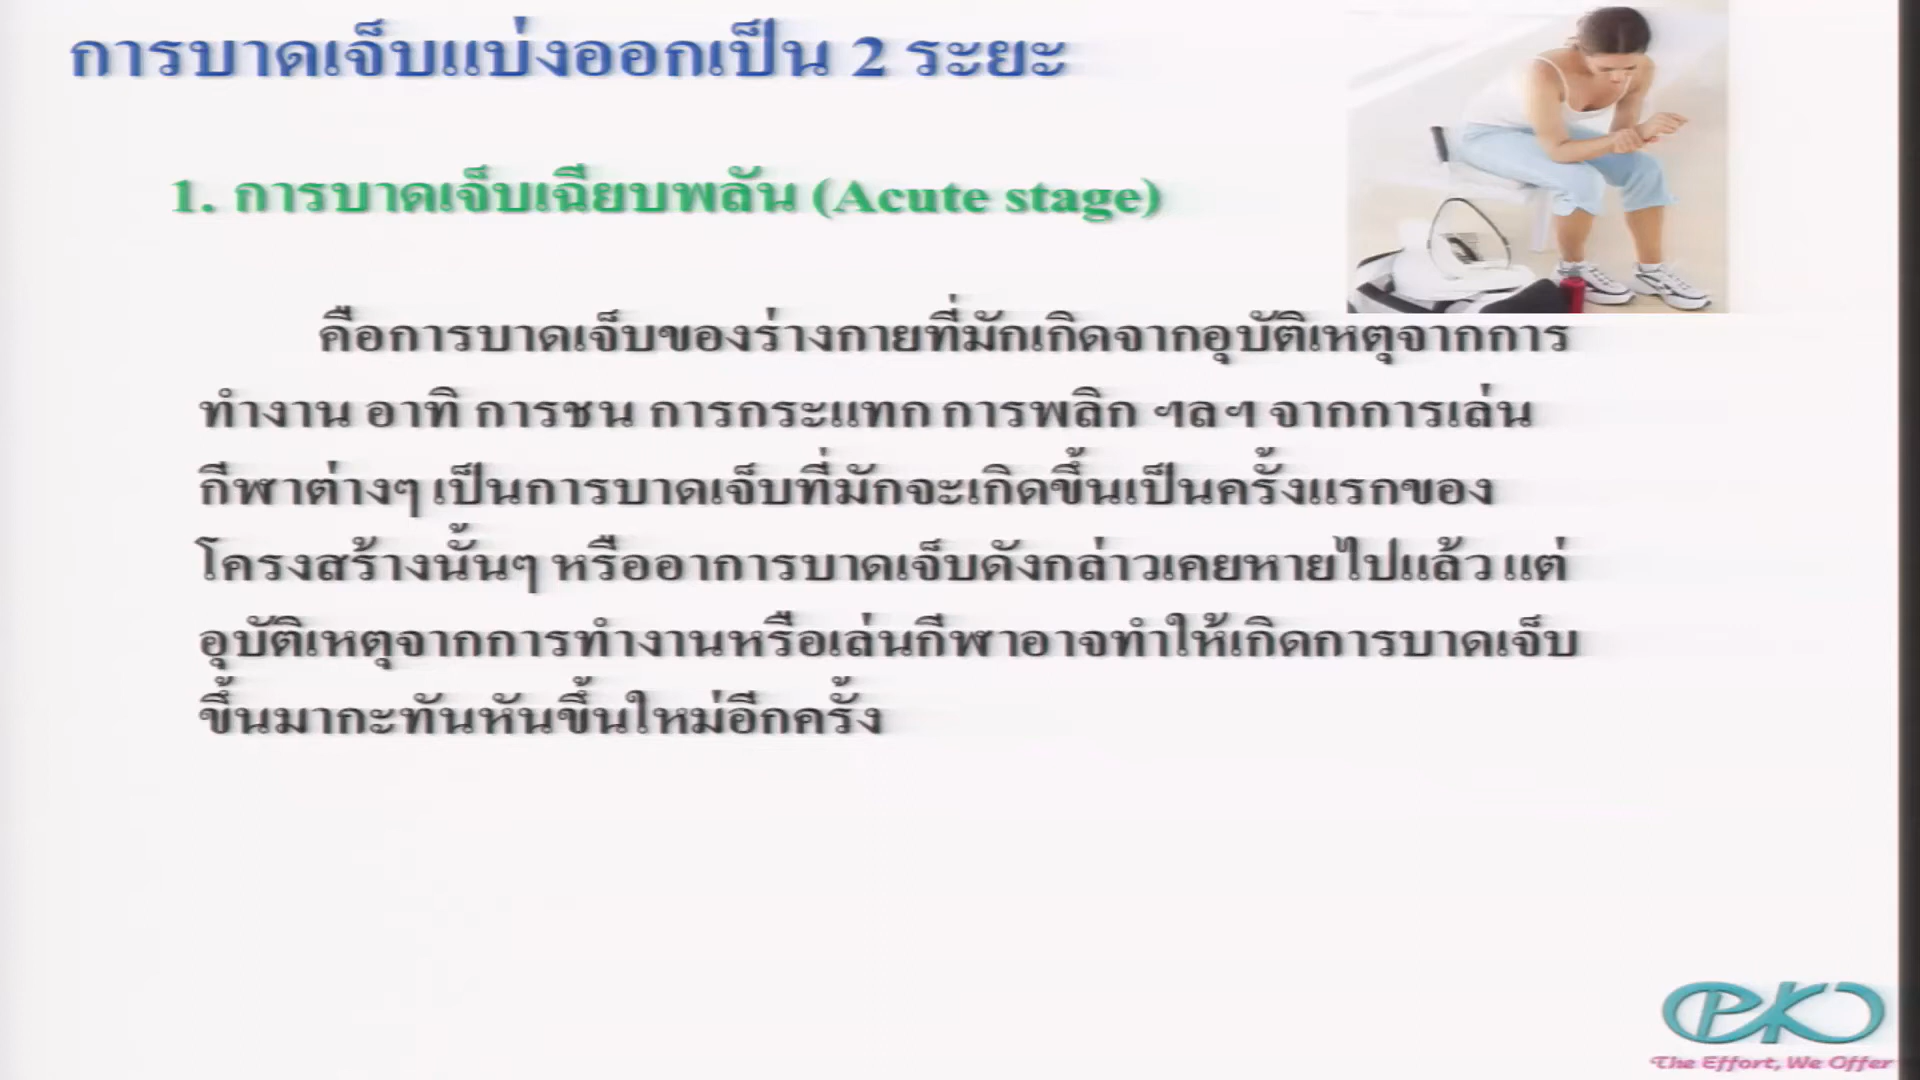 การบาดเจ็บแบ่งออกเป็น 2 ระยะ
1. การบาดเจ็บเฉียบพลัน (Acute stage)
คือการบาดเจ็บของร่างกายที่มักเกิดจากอุบัติเหตุจากการ
ทำงาน อาทิ การชน การกระแทก การพลิก ฯลฯ จากการเล่น
กีฬาต่างๆ เป็นการบาดเจ็บที่มักจะเกิดขึ้นเป็นครั้งแรกของ
โครงสร้างนั้นๆ หรืออาการบาดเจ็บดังกล่าวเคยหายไปแล้ว แต่
อุบัติเหตุจากการทำงานหรือเล่นกีฬาอาจทำให้เกิดการบาดเจ็บ
ขึ้นมากะทันหันขึ้นใหม่อีกครั้ง
PK
The Effort, We Offer